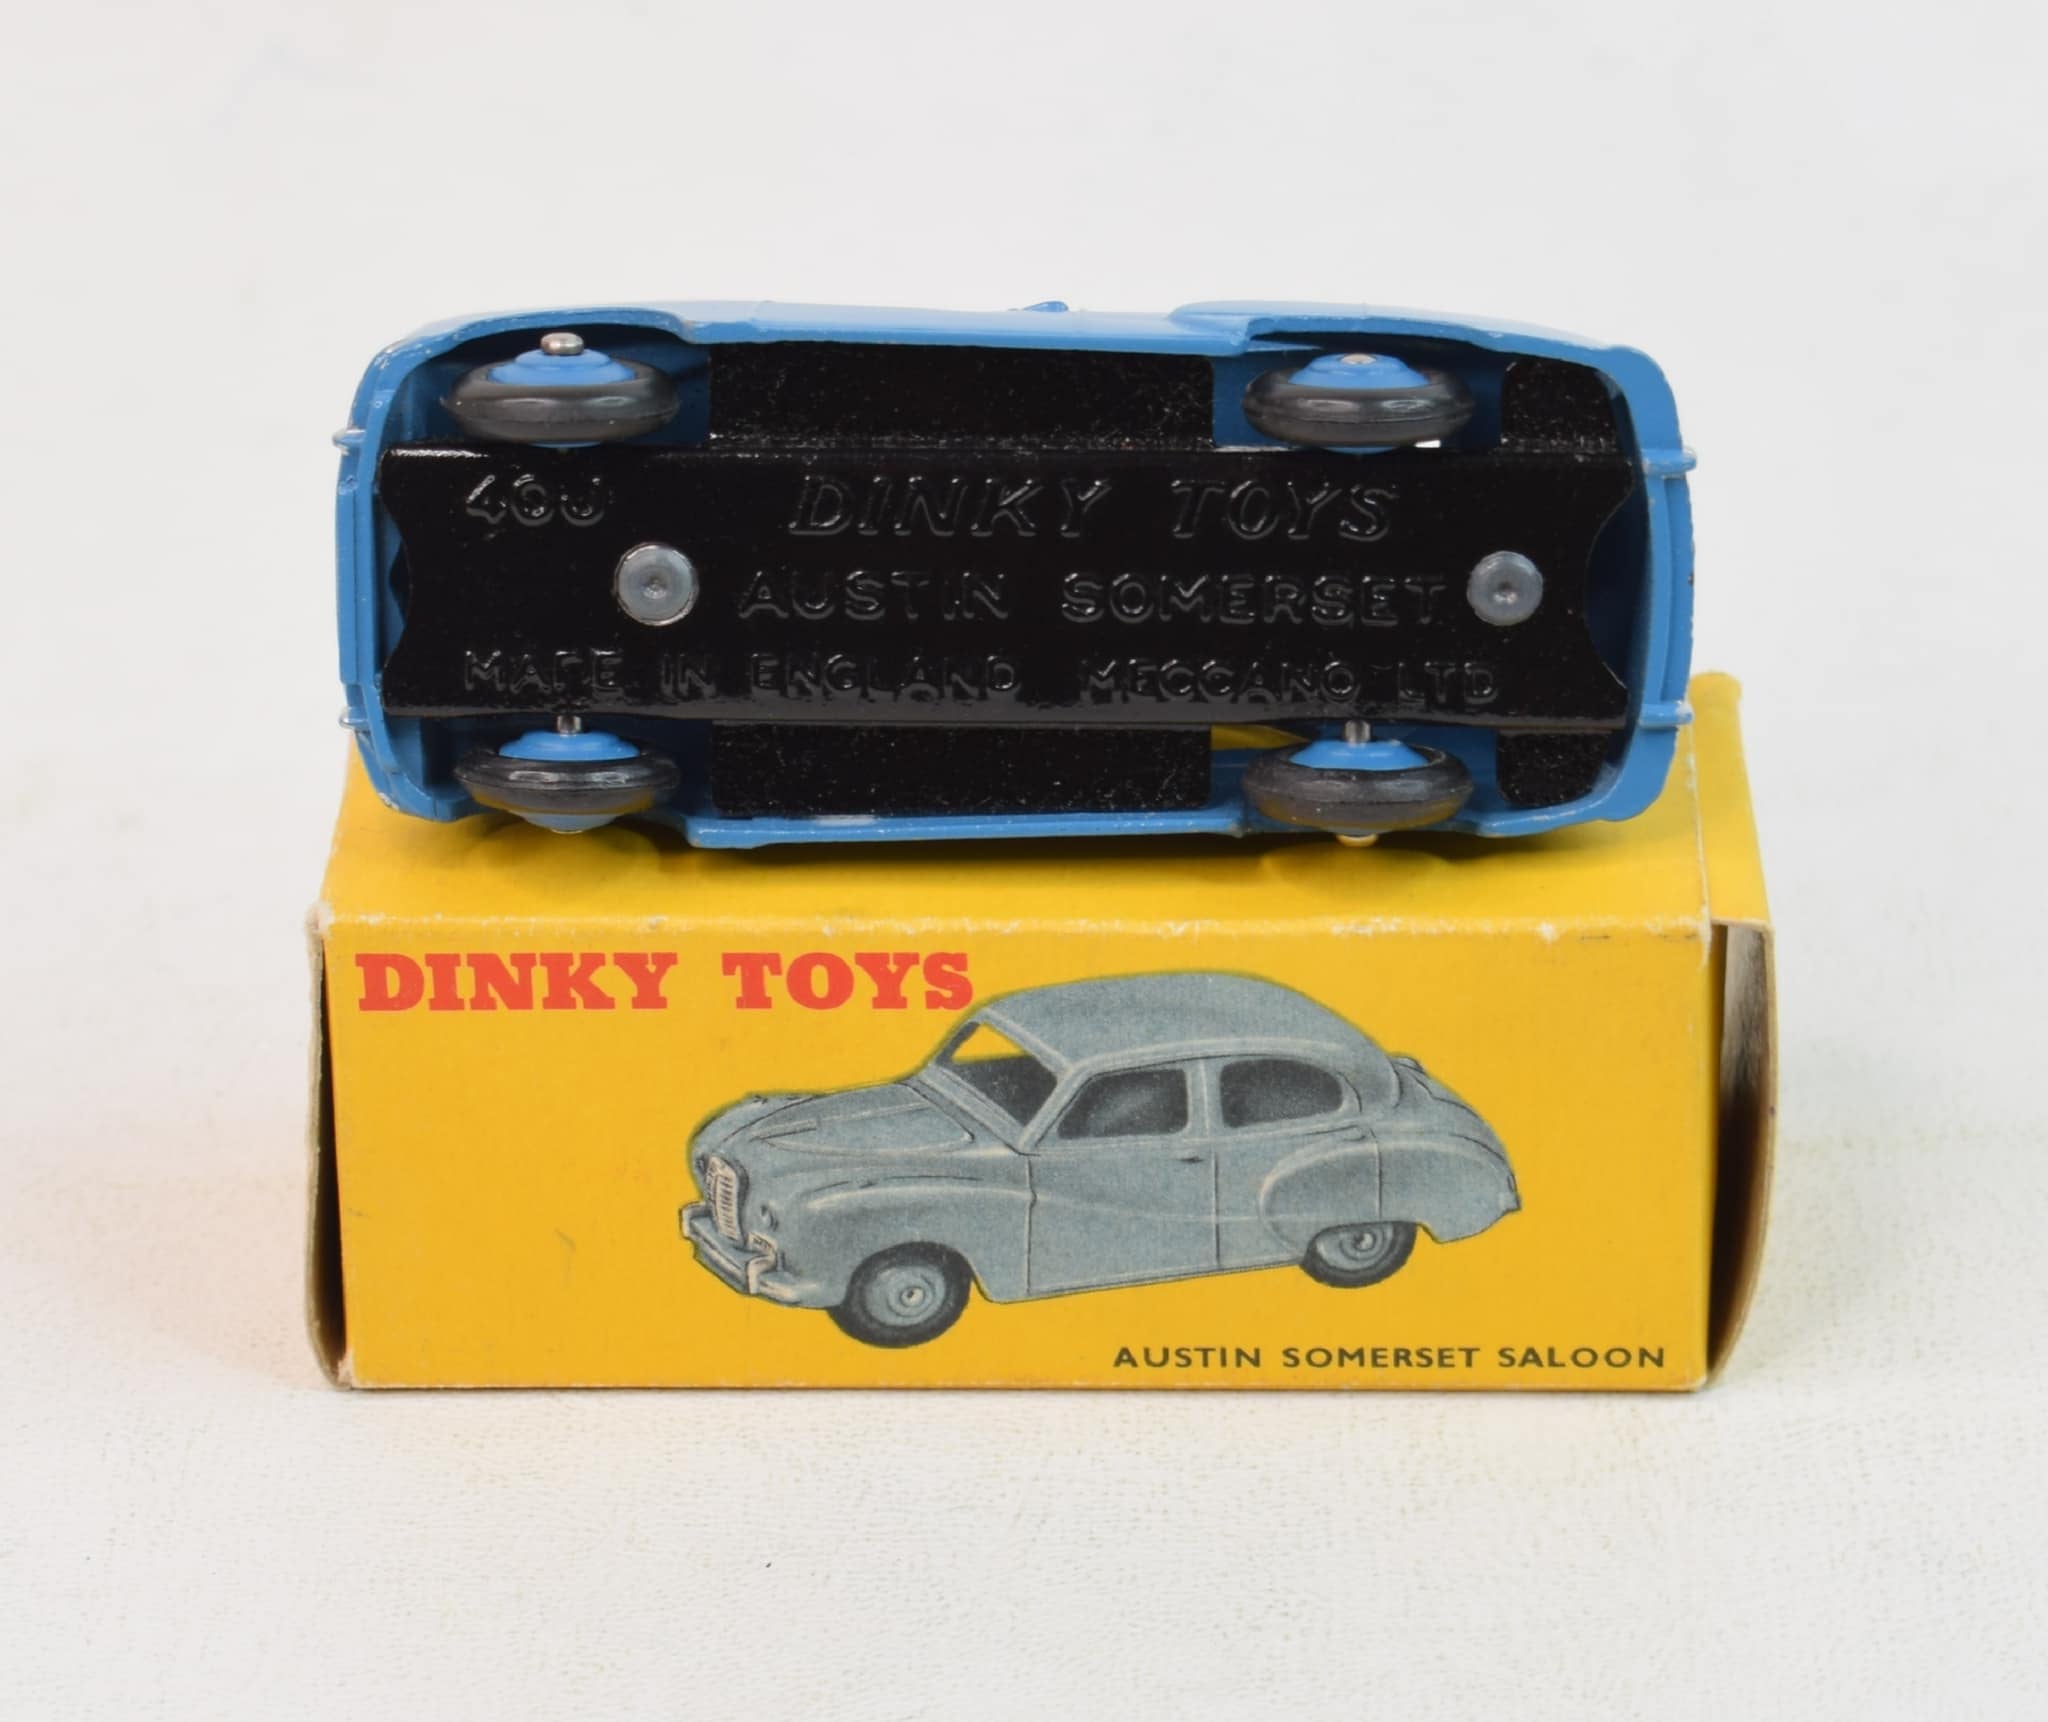 40J DINKY TOYS
AUSTIN SOMERSET
MADE IN ENGLAND MECCANO LTD
DINKY TOYS
AUSTIN SOMERSET SALOON